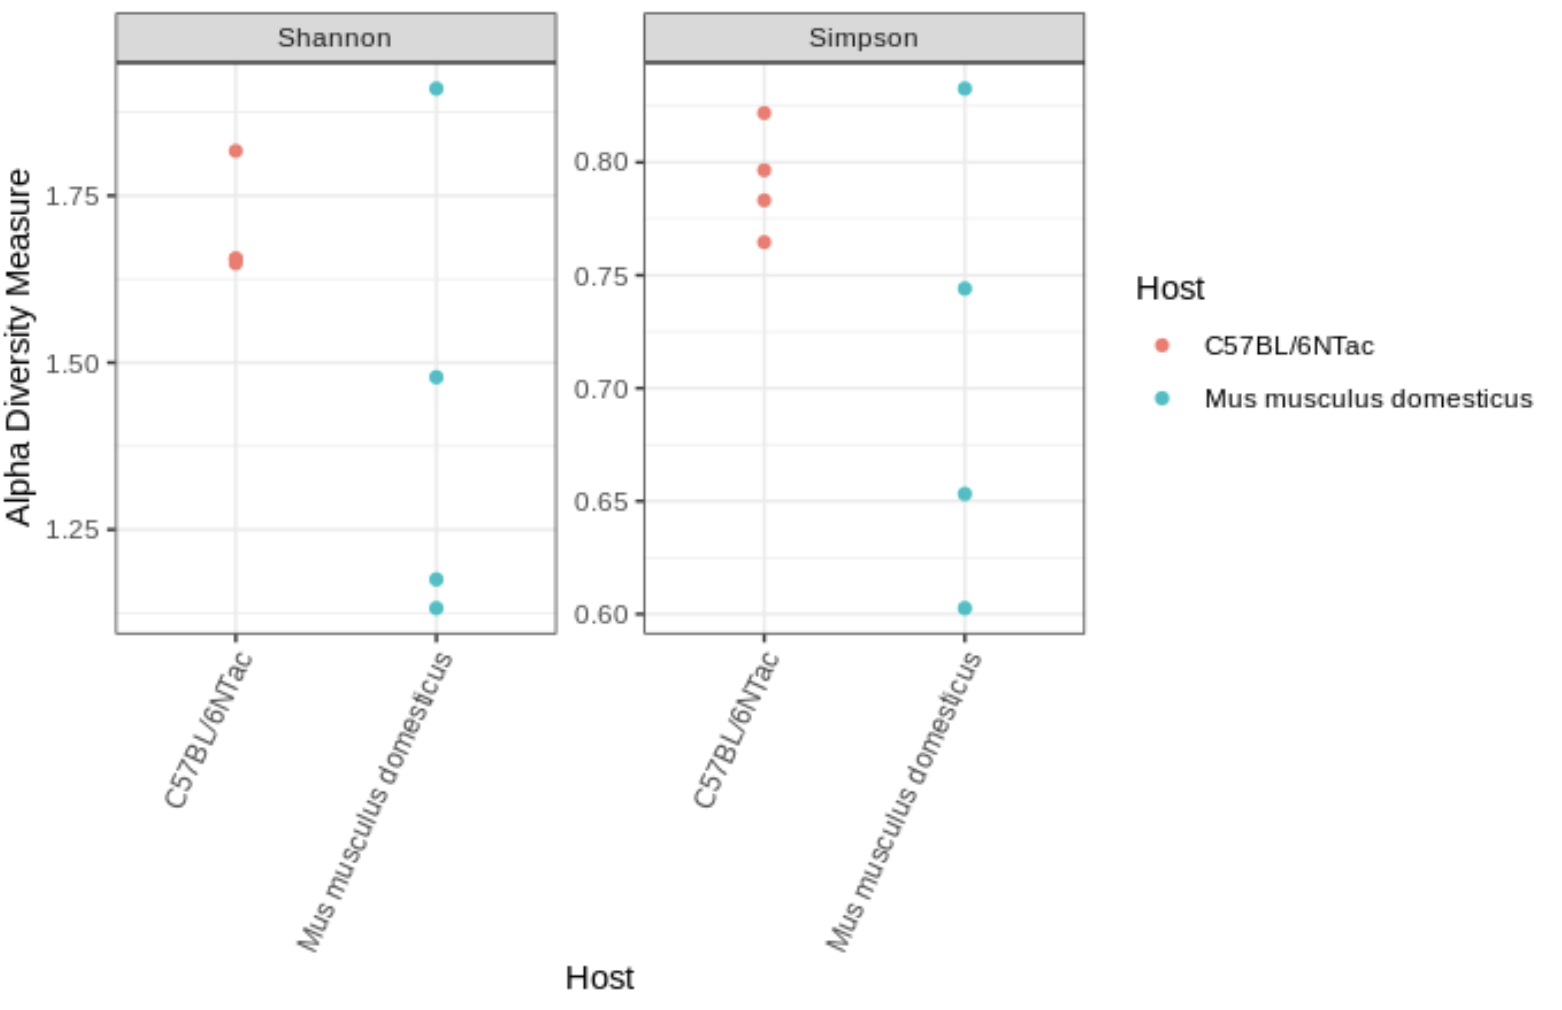 Shannon
Simpson
Alpha Diversity Measure
1.75
1.50
1.25
0.80
0.75
0.70
0.65
0.60
C57BL/6NTac
Mus musculus domesticus
C57BL/6NTac
Mus musculus domesticus
Host
Host
C57BL/6NTac
Mus musculus domesticus